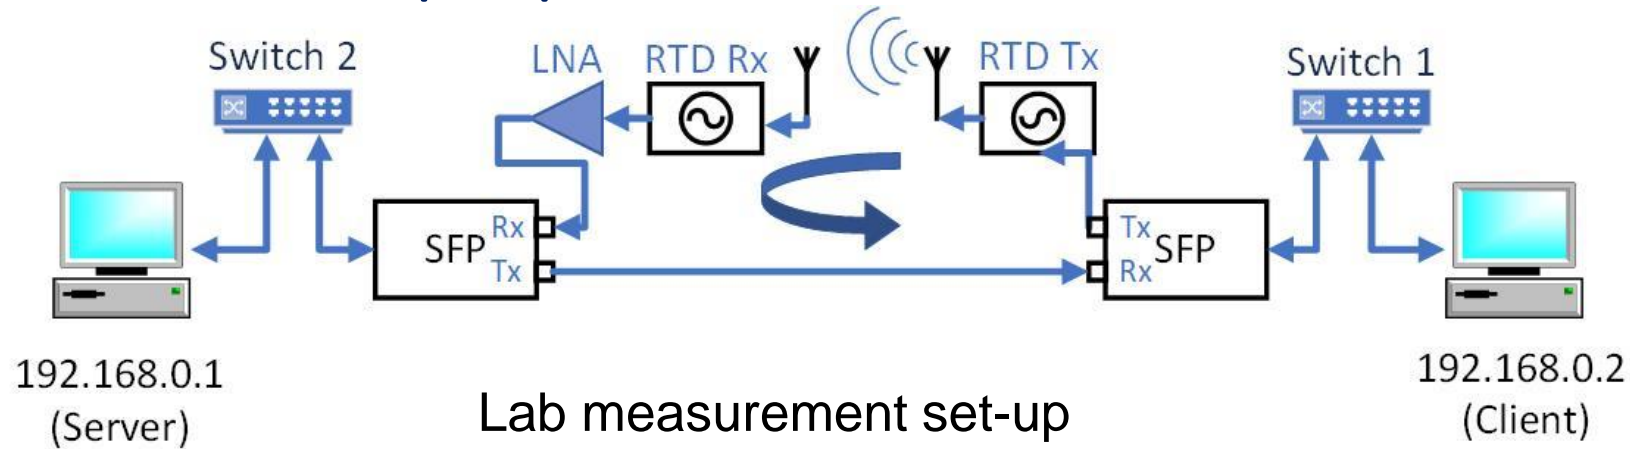 Switch 2
LNA
RTD Rx
RTD Tx
Switch 1
SFP
Rx
Tx
Tx
Rx
SFP
192.168.0.1
(Server)
Lab measurement set-up
192.168.0.2
(Client)